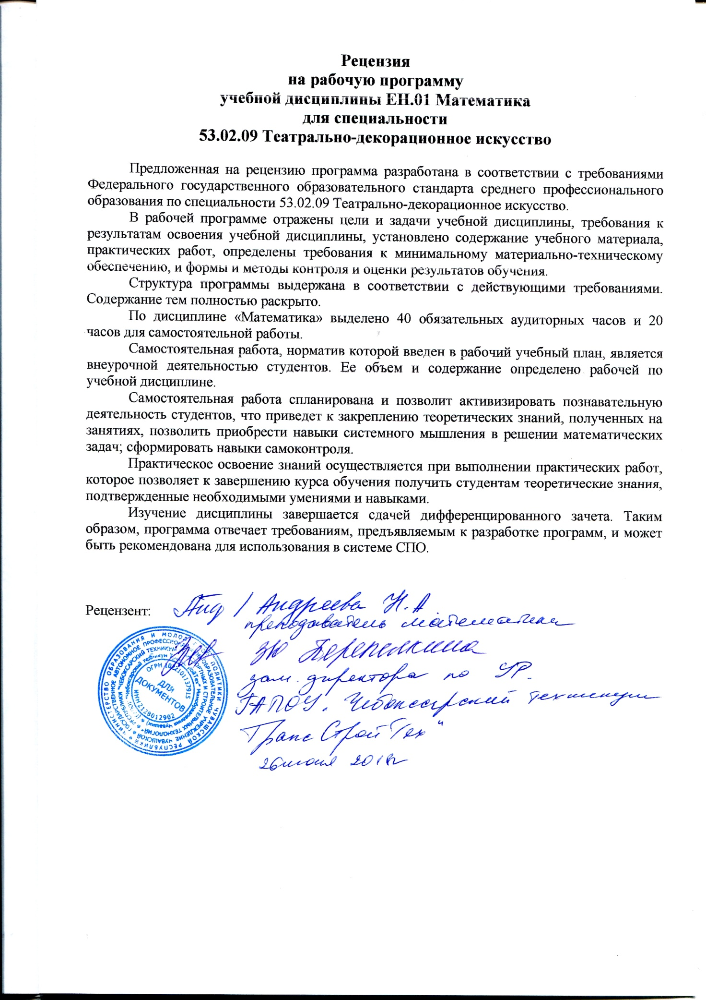 Рецензия
на рабочую программу
учебной дисциплины ЕН.01 Математика
для специальности
53.02.09 Театрально-декорационное искусство
Предложенная на рецензию программа разработана в соответствии с требованиями
Федерального государственного образовательного стандарта среднего профессионального
образования по специальности 53.02.09 Театрально-декорационное искусство.
В рабочей программе отражены цели и задачи учебной дисциплины, требования к
результатам освоения учебной дисциплины, установлено содержание учебного материала,
практических работ, определены требования к минимальному материально-техническому
обеспечению, и формы и методы контроля и оценки результатов обучения.
Структура программы выдержана в соответствии с действующими требованиями.
Содержание тем полностью раскрыто.
По дисциплине «Математика» выделено 40 обязательных аудиторных часов и 20
часов для самостоятельной работы.
Самостоятельная работа, норматив которой введен в рабочий учебный план, является
внеурочной деятельностью студентов. Ее объем и содержание определено рабочей по
учебной дисциплине.
Самостоятельная работа спланирована и позволит активизировать познавательную
деятельность студентов, что приведет к закреплению теоретических знаний, полученных на
занятиях, позволить приобрести навыки системного мышления в решении математических
задач; сформировать навыки самоконтроля.
Практическое освоение знаний осуществляется при выполнении практических работ,
которое позволяет к завершению курса обучения получить студентам теоретические знания,
подтвержденные необходимыми умениями и навыками.
Изучение дисциплины завершается сдачей дифференцированного зачета. Таким
образом, программа отвечает требованиям, предъявляемым к разработке программ, и может
быть рекомендована для использования в системе СПО.
Рецензент: / Андреева Н.А.
преподаватель математики
ЗЮ Перепелкина
зам. директора по УР.
ГАПОУ. Чебоксарский техникум
ТрансСтройТех"
26 июня 2018г
МИНИСТЕРСТВО ОБРАЗОВАНИЯ И ПОЛИТИКИ ЧУВАШСКОЙ РЕСПУБЛИКИ
ГОСУДАРСТВЕННОЕ АВТОНОМНОЕ ПРОФЕССИОНАЛЬНОЕ ОБРАЗОВАТЕЛЬНОЕ УЧРЕЖДЕНИЕ ЧУВАШСКОЙ РЕСПУБЛИКИ
"ЧЕБОКСАРСКИЙ ТЕХНИКУМ И СТРОИТЕЛЬНЫХ ТЕХНОЛОГИЙ"
Минобразования Чувашии)
ОГРН
ИНН 2128012902
ДЛЯ
ДОКУМЕНТОВ